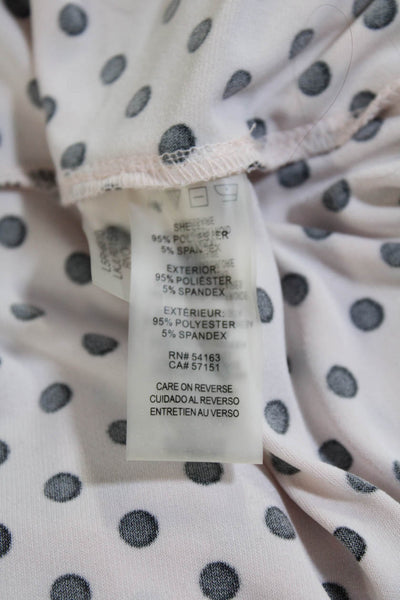 SHELL:
95% POLYESTER
5% SPANDEX
EXTERIOR:
95% POLIÉSTER
5% SPANDEX
EXTÉRIEUR:
95% POLYESTER
5% SPANDEX
RN# 54163
CA# 57151
CARE ON REVERSE
CUIDADO AL REVERSO
ENTRETIEN AU VERSO